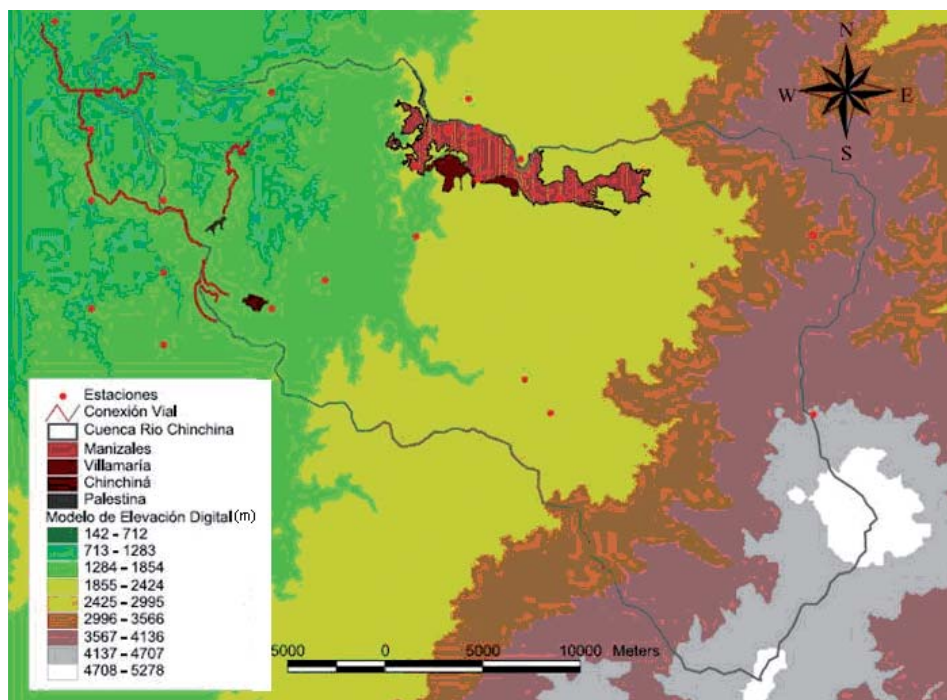 N
W E
S
Estaciones
Conexión Vial
Cuenca Rio Chinchina
Manizales
Villamaría
Chinchiná
Palestina
Modelo de Elevación Digital(m)
142 - 712
713 - 1283
1284 - 1854
1855 - 2424
2425 - 2995
2996 - 3566
3567 - 4136
4137 - 4707
4708 - 5278
5000 0 5000 10000 Meters